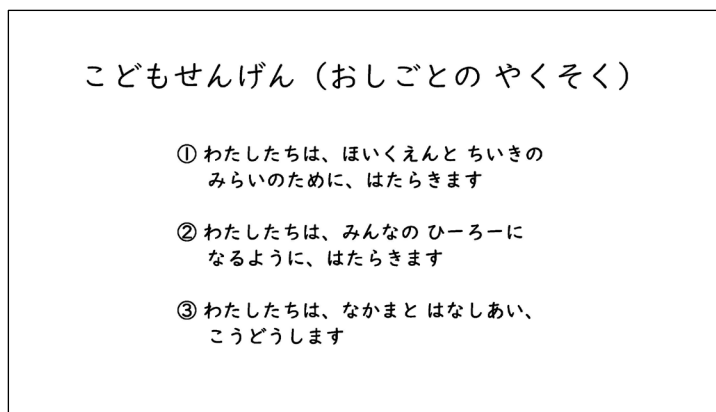 こどもせんげん（おしごとの やくそく）
① わたしたちは、ほいくえんと ちいきの
みらいのために、はたらきます
② わたしたちは、みんなの ひーろーに
なるように、はたらきます
③ わたしたちは、なかまと はなしあい、
こうどうします